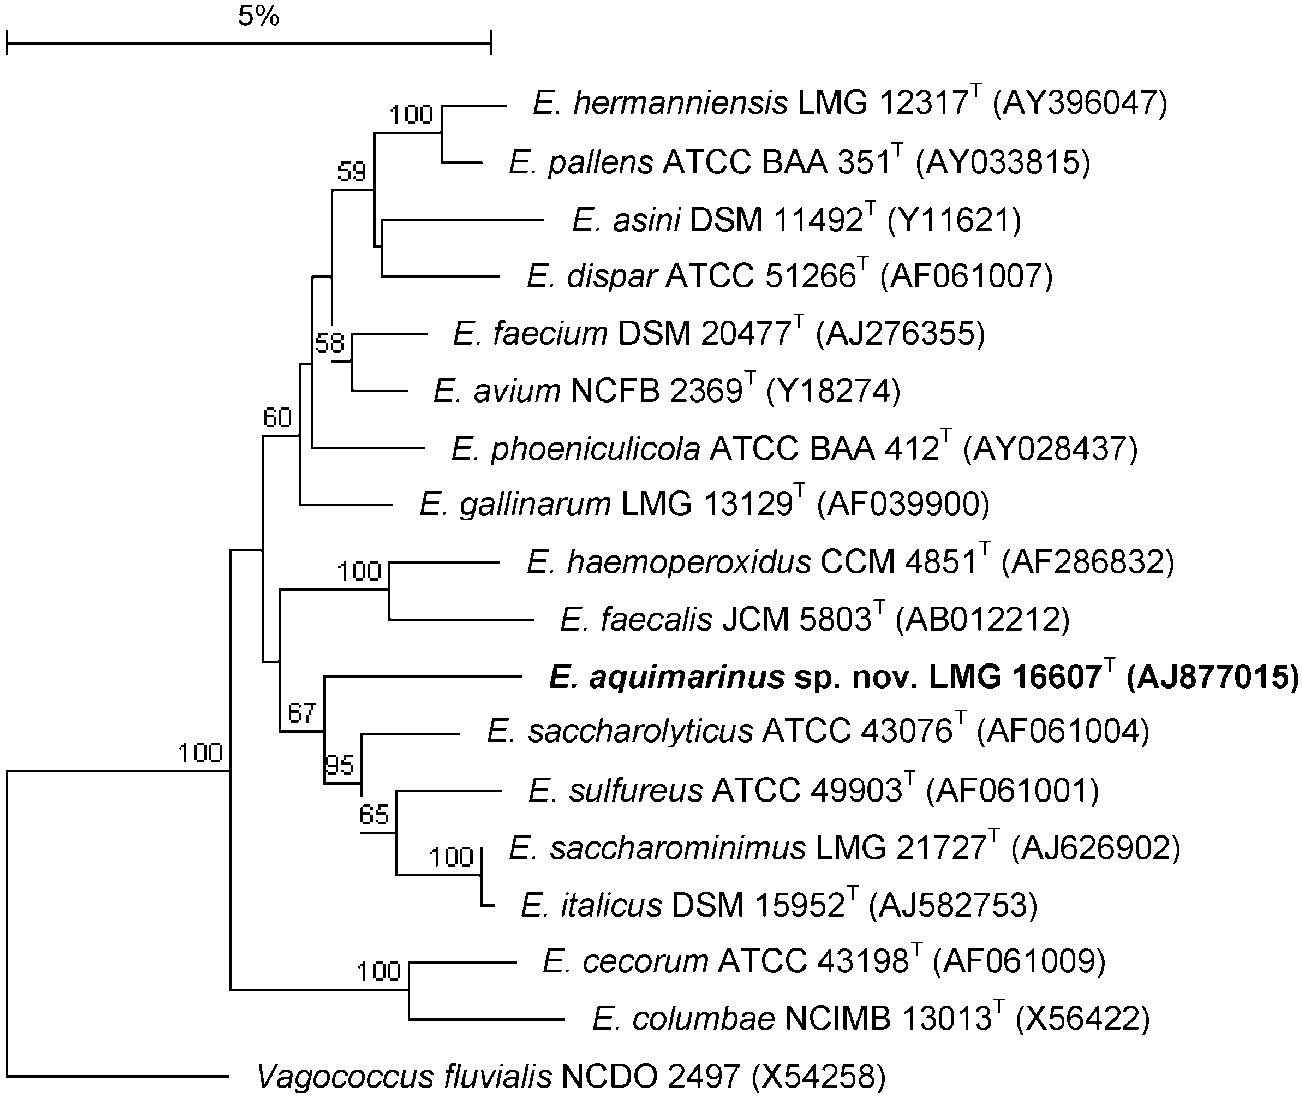 5%
100 E. hermanniensis LMG 12317T (AY396047)
E. pallens ATCC BAA 351T (AY033815)
59
E. asini DSM 11492T (Y11621)
E. dispar ATCC 51266T (AF061007)
E. faecium DSM 20477T (AJ276355)
58
E. avium NCFB 2369T (Y18274)
60
E. phoeniculicola ATCC BAA 412T (AY028437)
E. gallinarum LMG 13129T (AF039900)
E. haemoperoxidus CCM 4851T (AF286832)
100
E. faecalis JCM 5803T (AB012212)
E. aquimarinus sp. nov. LMG 16607T (AJ877015)
67
E. saccharolyticus ATCC 43076T (AF061004)
100
95
E. sulfureus ATCC 49903T (AF061001)
65
E. saccharominimus LMG 21727T (AJ626902)
100
E. italicus DSM 15952T (AJ582753)
E. cecorum ATCC 43198T (AF061009)
100
E. columbae NCIMB 13013T (X56422)
Vagococcus fluvialis NCDO 2497 (X54258)